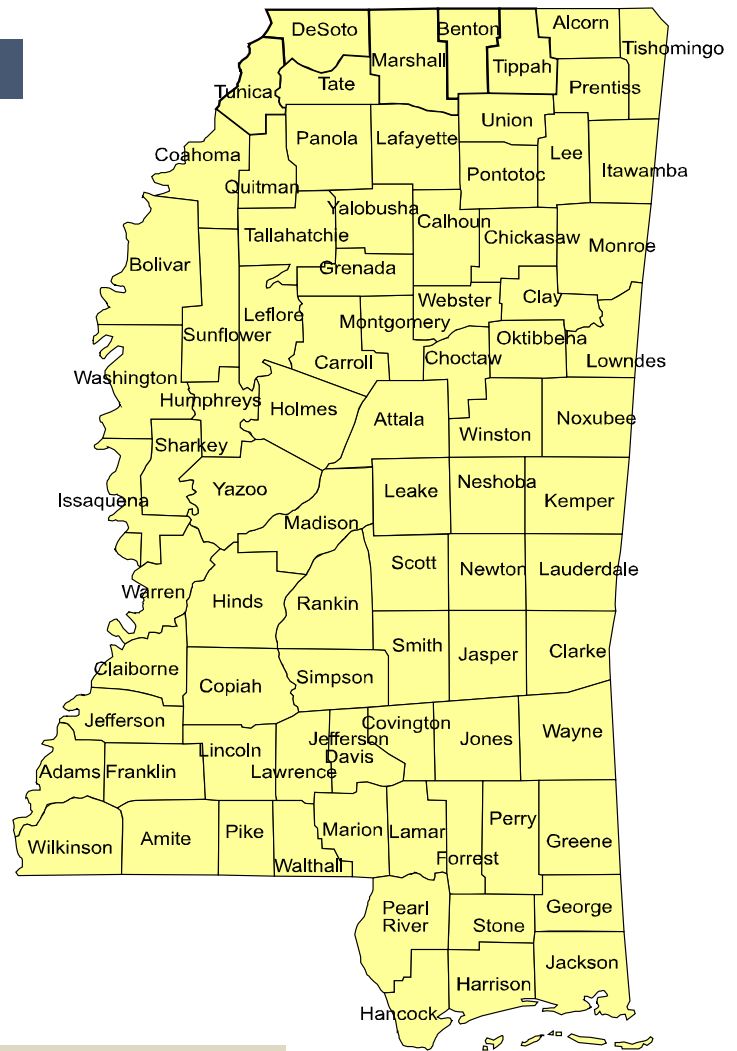 DeSoto
Marshall
Benton
Tippah
Alcorn
Tishomingo
Prentiss
Tunica
Tate
Union
Panola
Lafayette
Lee
Coahoma
Quitman
Pontotoc
Itawamba
Yalobusha
Tallahatchie
Calhoun
Chickasaw
Monroe
Bolivar
Grenada
Webster
Clay
Leflore
Montgomery
Sunflower
Oktibbeha
Carroll
Choctaw
Lowndes
Washington
Humphreys
Holmes
Attala
Noxubee
Winston
Sharkey
Yazoo
Leake
Neshoba
Kemper
Issaquena
Madison
Scott
Newton
Lauderdale
Warren
Hinds
Rankin
Smith
Jasper
Clarke
Claiborne
Copiah
Simpson
Jefferson
Covington
Jefferson
Davis
Jones
Wayne
Lincoln
Adams
Franklin
Lawrence
Perry
Wilkinson
Amite
Pike
Marion
Lamar
Greene
Walthall
Forrest
Pearl
River
Stone
George
Jackson
Harrison
Hancock